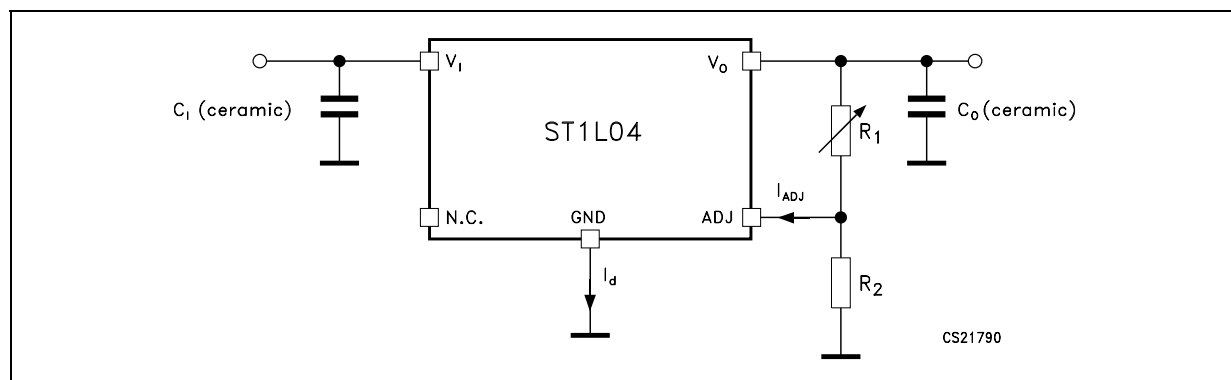 V_I
V_O
C_I (ceramic)
ST1L04
R_1
C_O (ceramic)
I_ADJ
N.C.
GND
ADJ
I_d
R_2
CS21790